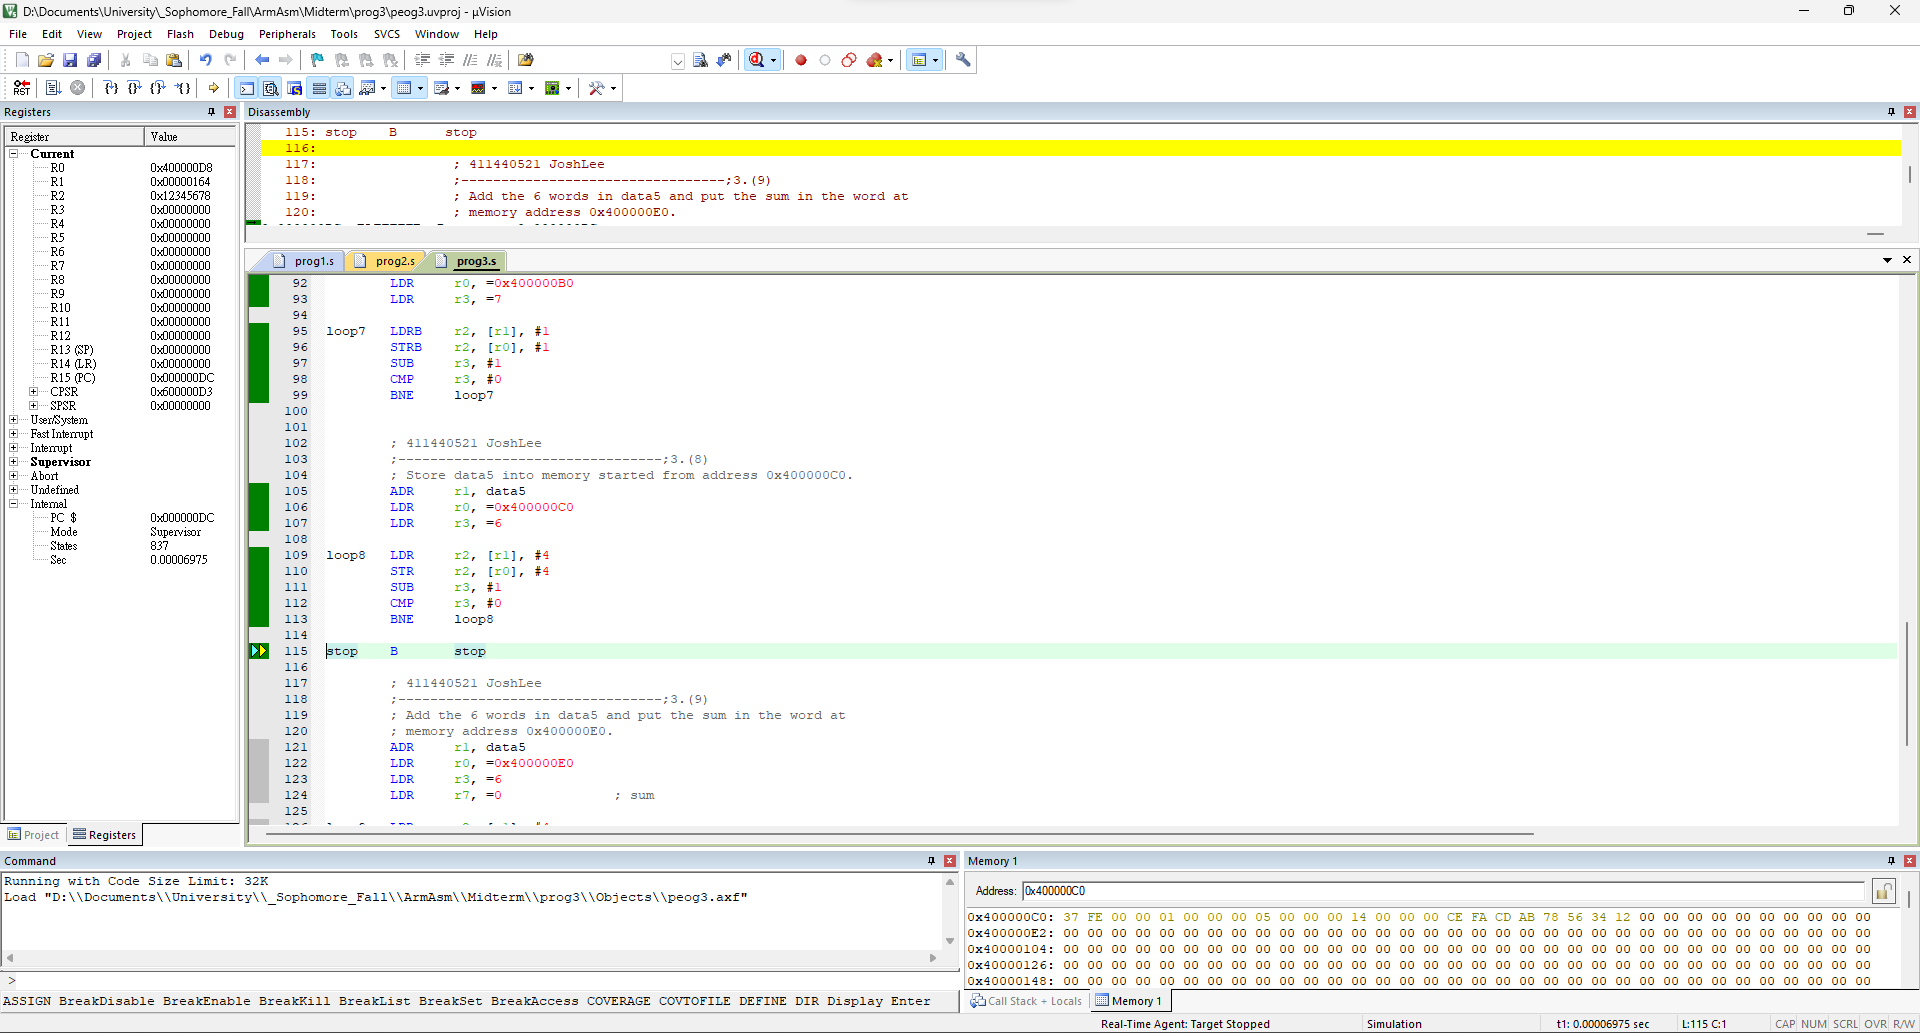 D:\Documents\University\_Sophomore_Fall\ArmAsm\Midterm\prog3\peog3.uvproj - µVision
File Edit View Project Flash Debug Peripherals Tools SVCS Window Help
Registers
Register Value
Current
R0 0x400000D8
R1 0x00000164
R2 0x12345678
R3 0x00000000
R4 0x00000000
R5 0x00000000
R6 0x00000000
R7 0x00000000
R8 0x00000000
R9 0x00000000
R10 0x00000000
R11 0x00000000
R12 0x00000000
R13 (SP) 0x00000000
R14 (LR) 0x00000000
R15 (PC) 0x000000DC
CPSR 0x600000D3
SPSR 0x00000000
User/System
Fast Interrupt
Interrupt
Supervisor
Abort
Undefined
Internal
PC $ 0x000000DC
Mode Supervisor
States 837
Sec 0.00006975
Project Registers
Disassembly
115: stop B stop
116:
117: ; 411440521 JoshLee
118: ;---------------------------------;3.(9)
119: ; Add the 6 words in data5 and put the sum in the word at
120: ; memory address 0x400000E0.
prog1.s prog2.s prog3.s
92 LDR r0, =0x400000B0
93 LDR r3, =7
94
95 loop7 LDRB r2, [r1], #1
96 STRB r2, [r0], #1
97 SUB r3, #1
98 CMP r3, #0
99 BNE loop7
100
101
102 ; 411440521 JoshLee
103 ;---------------------------------;3.(8)
104 ; Store data5 into memory started from address 0x400000C0.
105 ADR r1, data5
106 LDR r0, =0x400000C0
107 LDR r3, =6
108
109 loop8 LDR r2, [r1], #4
110 STR r2, [r0], #4
111 SUB r3, #1
112 CMP r3, #0
113 BNE loop8
114
115 stop B stop
116
117 ; 411440521 JoshLee
118 ;---------------------------------;3.(9)
119 ; Add the 6 words in data5 and put the sum in the word at
120 ; memory address 0x400000E0.
121 ADR r1, data5
122 LDR r0, =0x400000E0
123 LDR r3, =6
124 LDR r7, =0 ; sum
125
Command
Running with Code Size Limit: 32K
Load "D:\\Documents\\University\\_Sophomore_Fall\\ArmAsm\\Midterm\\prog3\\Objects\\peog3.axf"
>
ASSIGN BreakDisable BreakEnable BreakKill BreakList BreakSet BreakAccess COVERAGE COVTOFILE DEFINE DIR Display Enter
Memory 1
Address: 0x400000C0
0x400000C0: 37 FE 00 00 01 00 00 00 05 00 00 00 14 00 00 00 CE FA CD AB 78 56 34 12 00 00 00 00 00 00 00 00 00 00
0x400000E2: 00 00 00 00 00 00 00 00 00 00 00 00 00 00 00 00 00 00 00 00 00 00 00 00 00 00 00 00 00 00 00 00 00 00
0x40000104: 00 00 00 00 00 00 00 00 00 00 00 00 00 00 00 00 00 00 00 00 00 00 00 00 00 00 00 00 00 00 00 00 00 00
0x40000126: 00 00 00 00 00 00 00 00 00 00 00 00 00 00 00 00 00 00 00 00 00 00 00 00 00 00 00 00 00 00 00 00 00 00
0x40000148: 00 00 00 00 00 00 00 00 00 00 00 00 00 00 00 00 00 00 00 00 00 00 00 00 00 00 00 00 00 00 00 00 00 00
Call Stack + Locals Memory 1
Real-Time Agent: Target Stopped Simulation t1: 0.00006975 sec L:115 C:1 CAP NUM SCRL OVR R/W